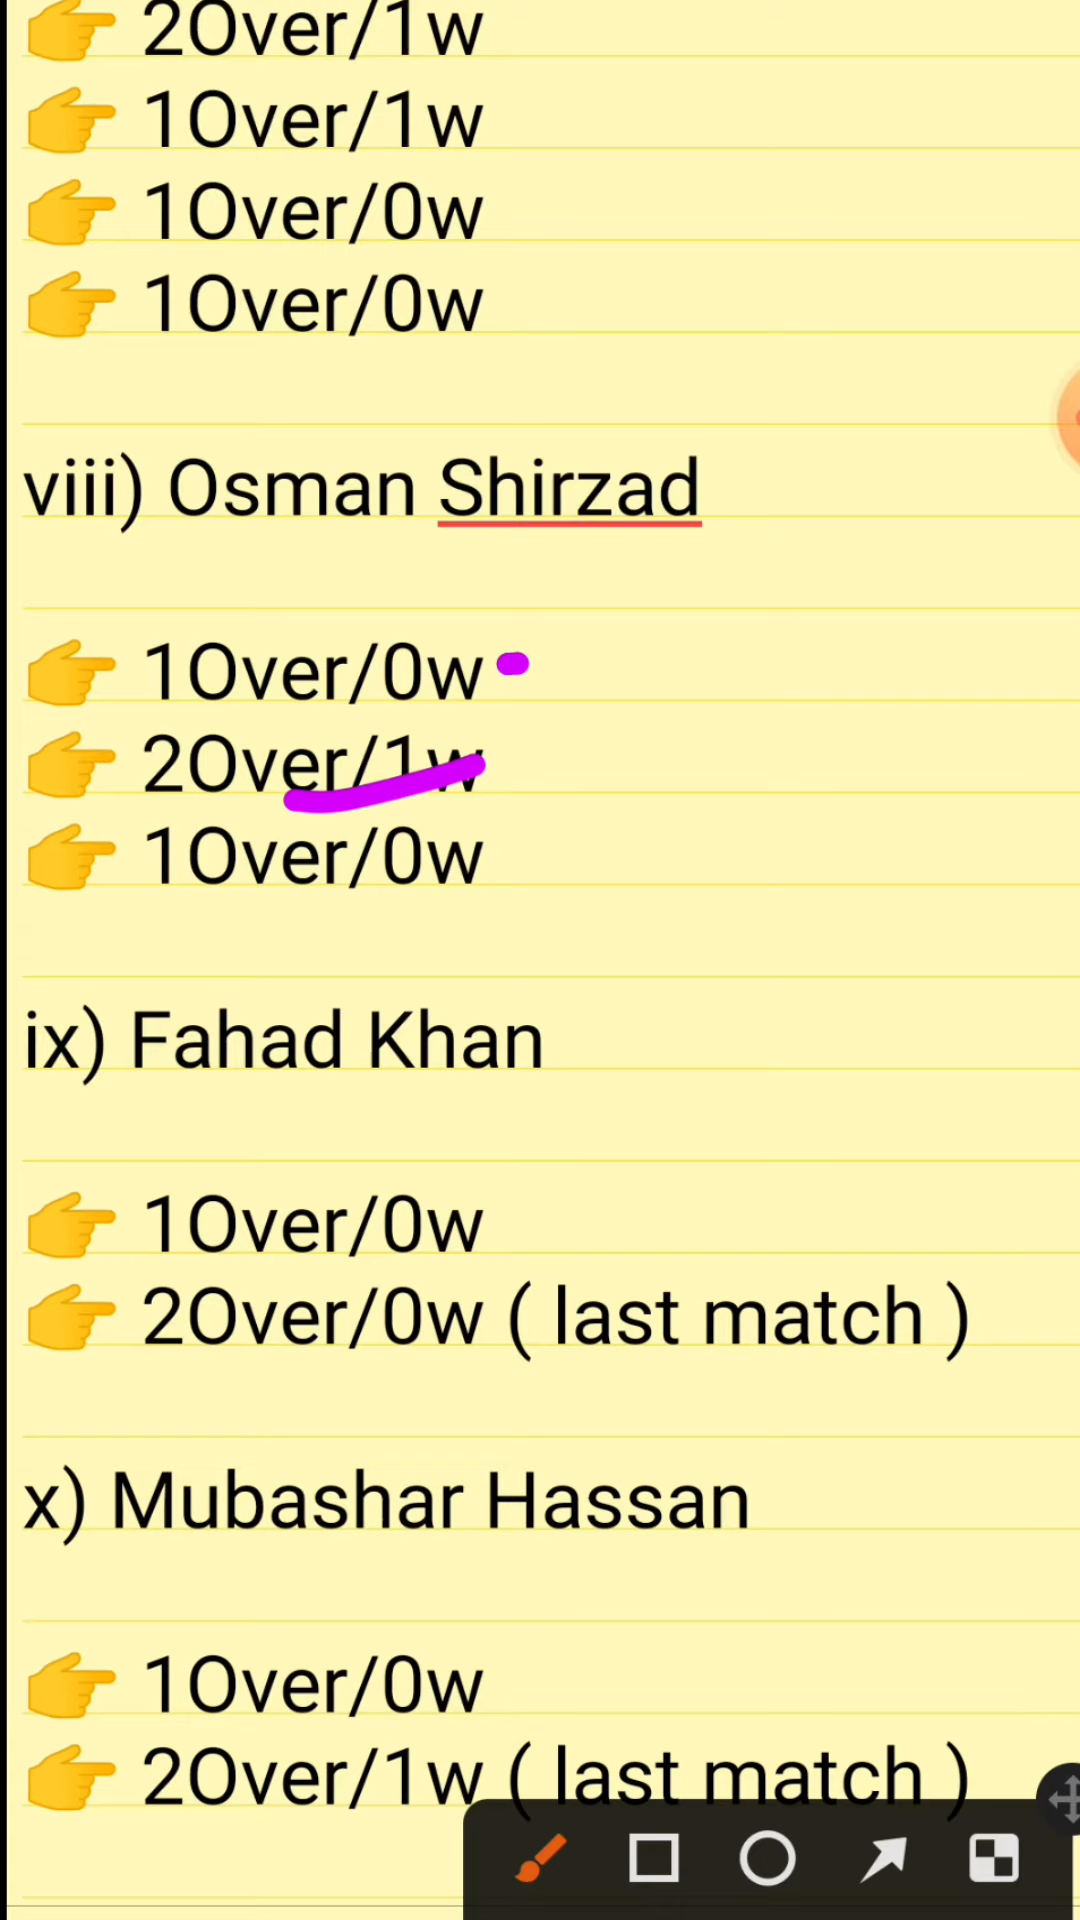 👉 2Over/1w
👉 1Over/1w
👉 1Over/0w
👉 1Over/0w
viii) Osman Shirzad
👉 1Over/0w
👉 2Over/1w
👉 1Over/0w
ix) Fahad Khan
👉 1Over/0w
👉 2Over/0w ( last match )
x) Mubashar Hassan
👉 1Over/0w
👉 2Over/1w ( last match )